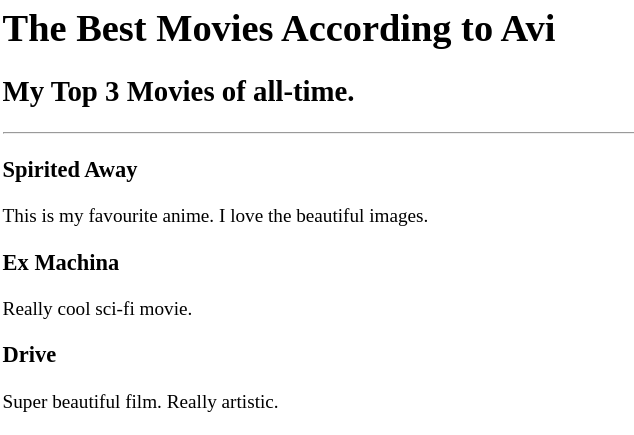 The Best Movies According to Avi
My Top 3 Movies of all-time.
Spirited Away
This is my favourite anime. I love the beautiful images.
Ex Machina
Really cool sci-fi movie.
Drive
Super beautiful film. Really artistic.